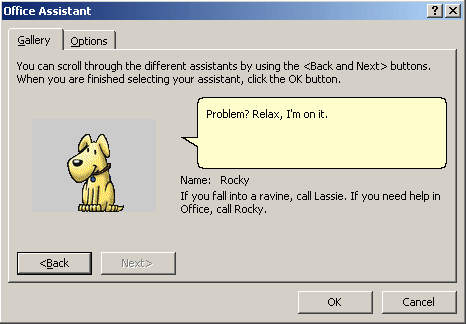 Office Assistant
Gallery Options
You can scroll through the different assistants by using the <Back and Next> buttons.
When you are finished selecting your assistant, click the OK button.
Problem? Relax, I'm on it.
Name: Rocky
If you fall into a ravine, call Lassie. If you need help in
Office, call Rocky.
<Back Next>
OK Cancel